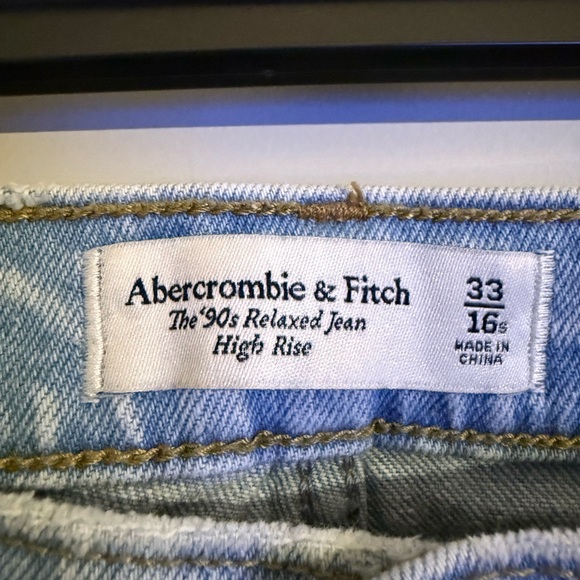 Abercrombie & Fitch
The '90s Relaxed Jean
High Rise
33
16s
MADE IN
CHINA